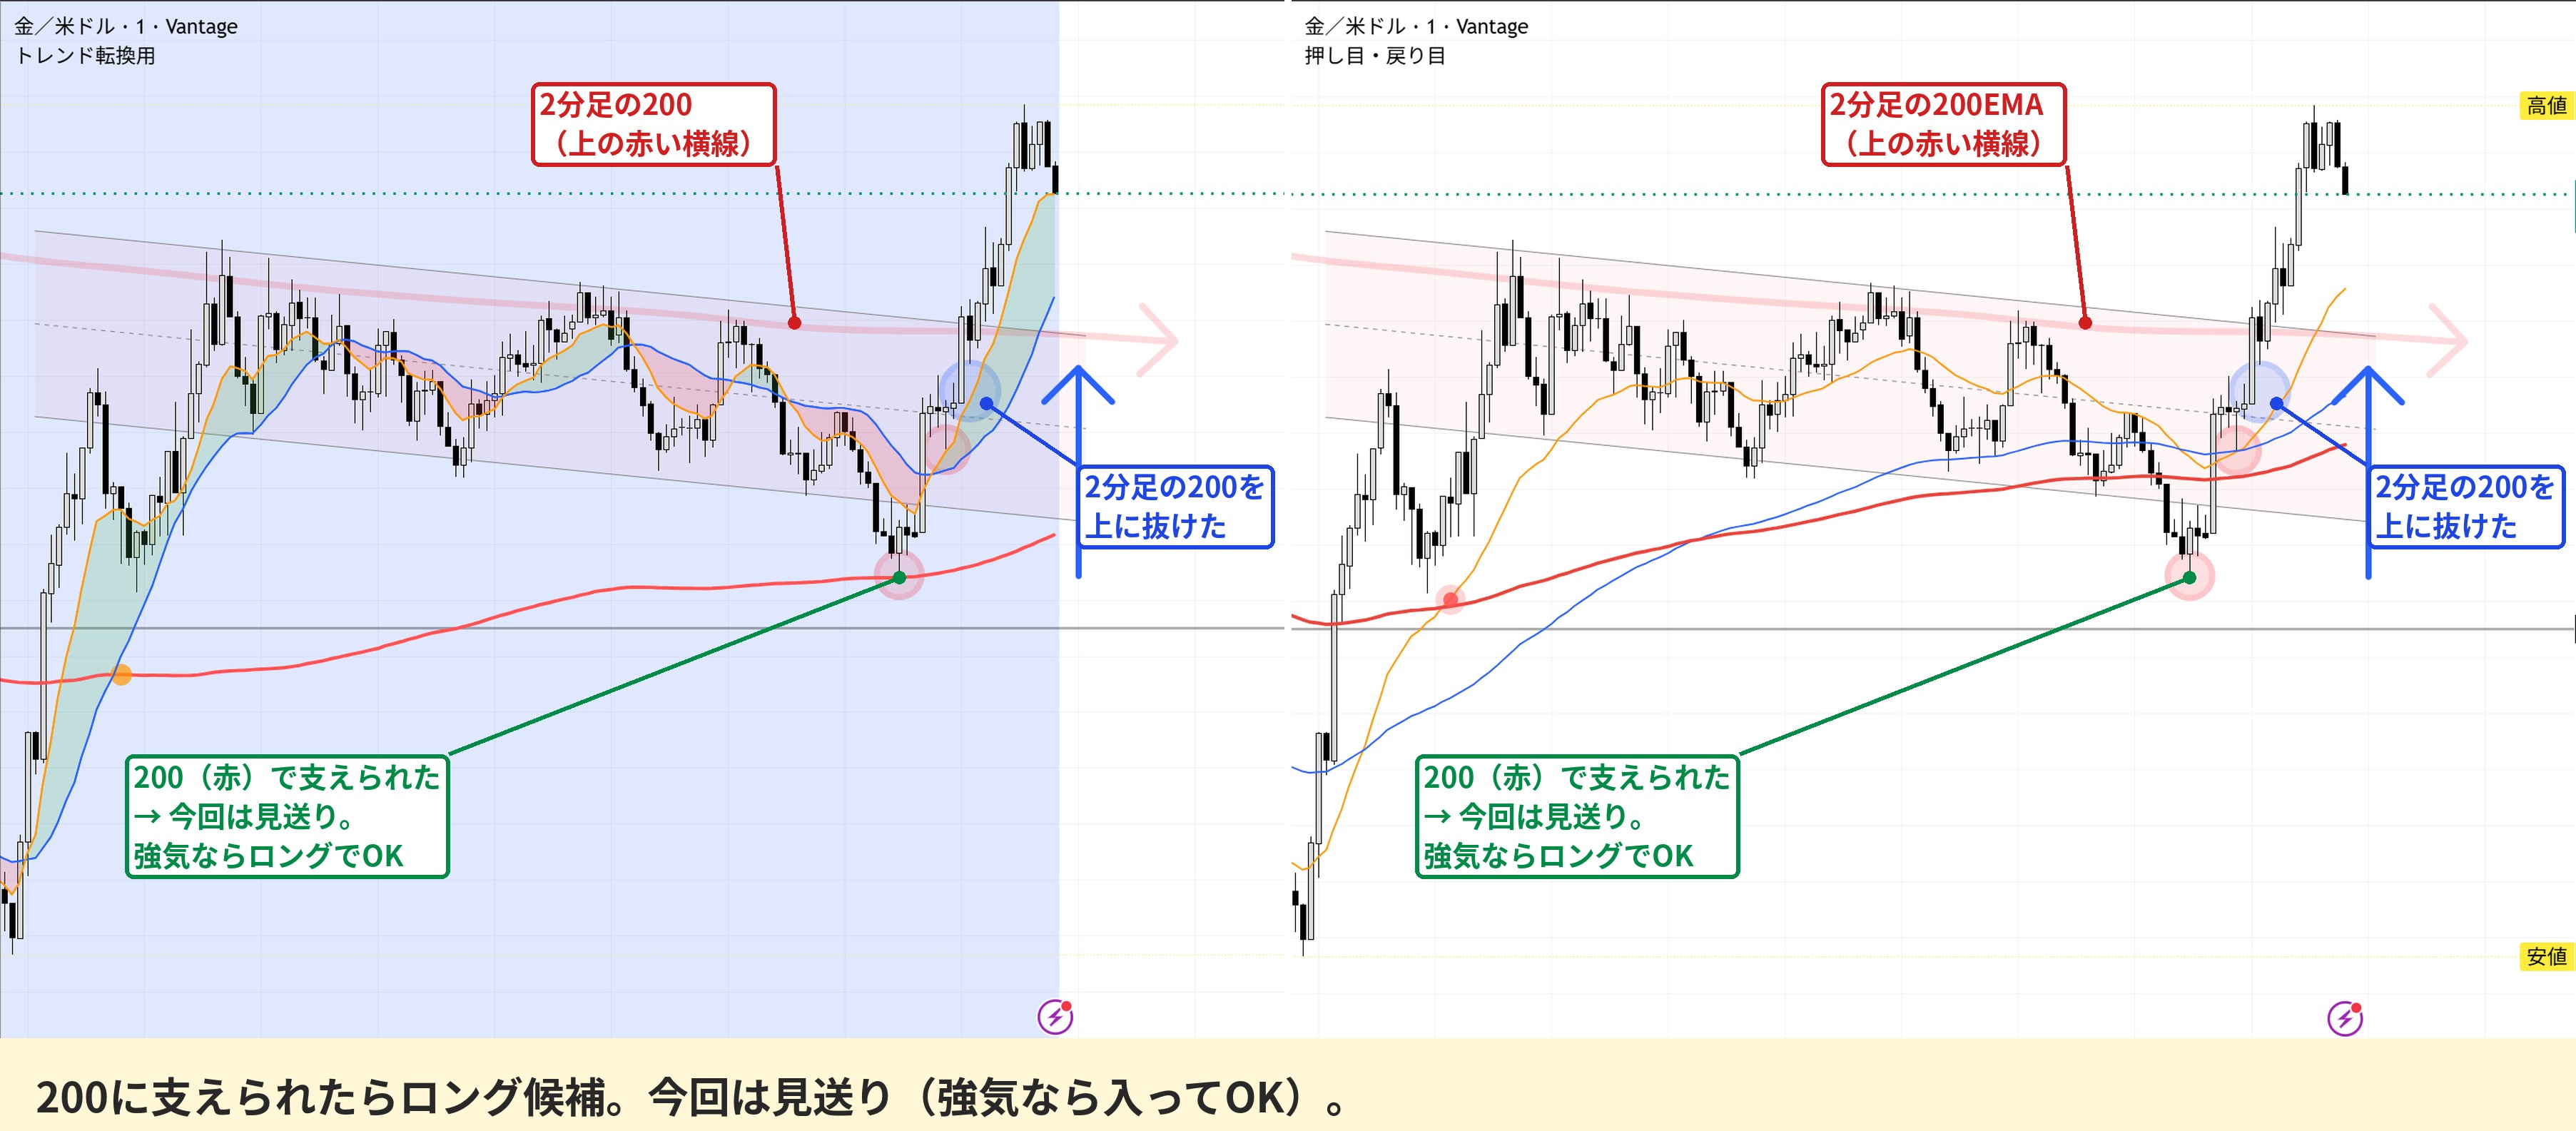 金／米ドル・1・Vantage
トレンド転換用
2分足の200
（上の赤い横線）
2分足の200を
上に抜けた
200（赤）で支えられた
→ 今回は見送り。
強気ならロングでOK
金／米ドル・1・Vantage
押し目・戻り目
2分足の200EMA
（上の赤い横線）
高値
2分足の200を
上に抜けた
200（赤）で支えられた
→ 今回は見送り。
強気ならロングでOK
安値
200に支えられたらロング候補。今回は見送り（強気なら入ってOK）。